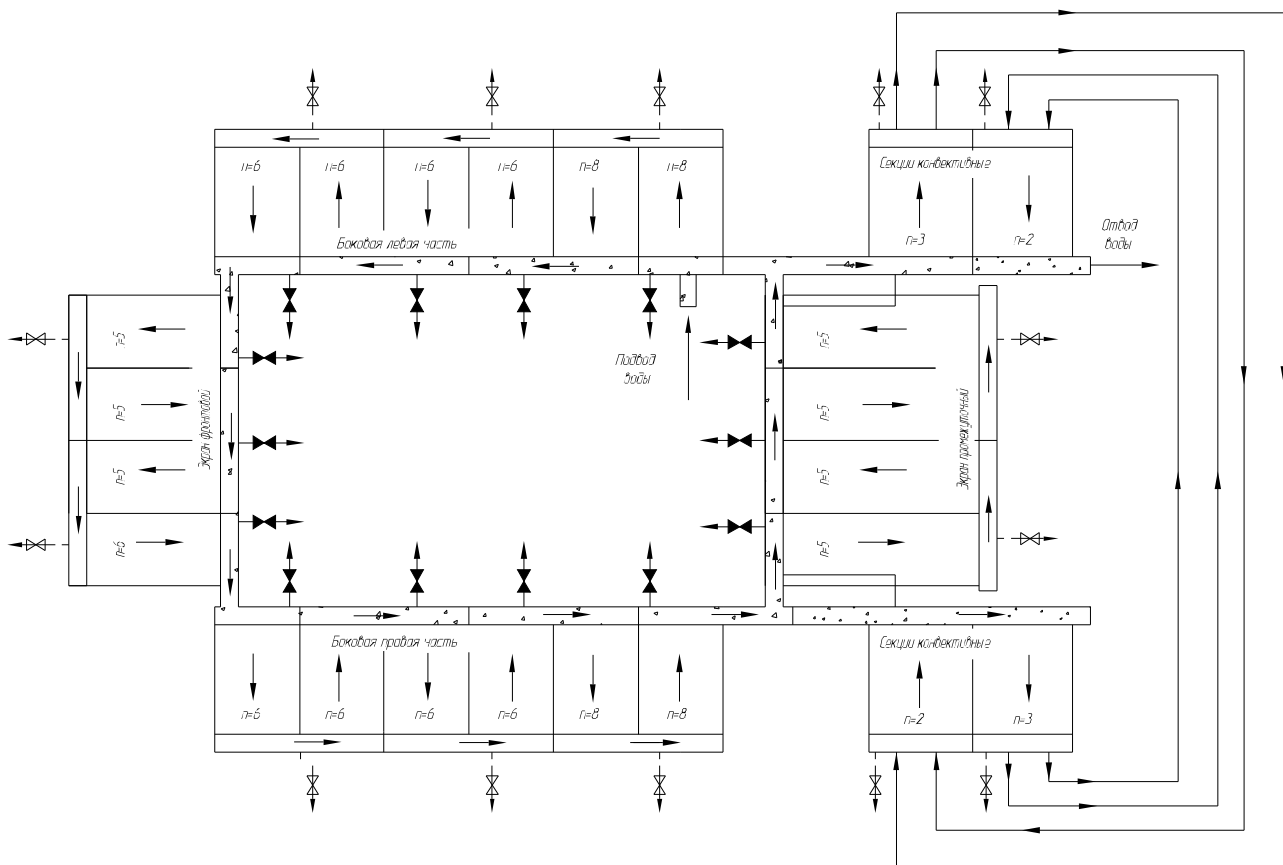 п=6
п=6
п=6
п=6
п=8
п=8
Боковая левая часть
Секции конвективные
п=3
п=2
Отвод
воды
п=5
п=5
п=5
п=6
Экран фронтовой
Подвод
воды
п=5
п=5
п=5
п=5
Экран промежуточный
Боковая правая часть
п=6
п=6
п=6
п=6
п=8
п=8
Секции конвективные
п=2
п=3